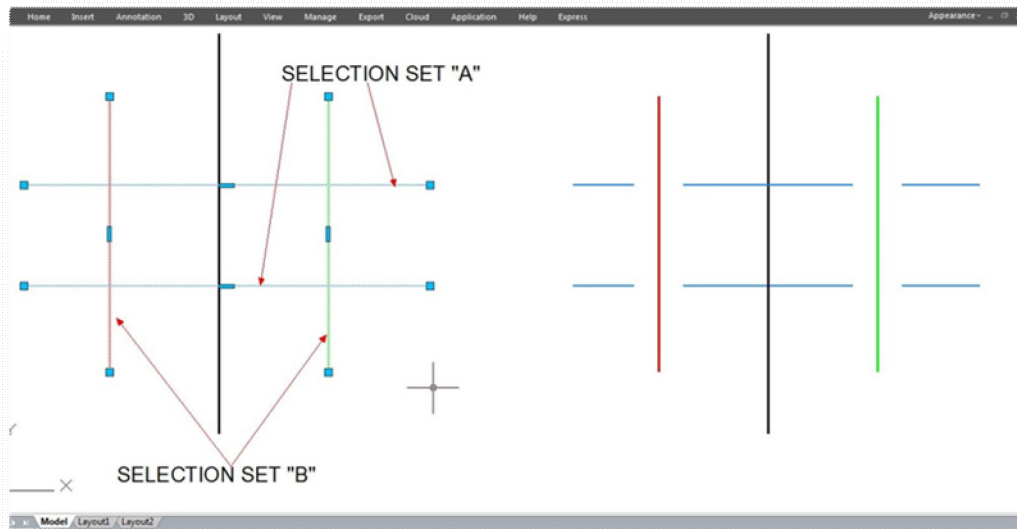 Home Insert Annotation 3D Layout View Manage Export Cloud Application Help Express Appearance
SELECTION SET "A"
SELECTION SET "B"
Model Layout1 Layout2